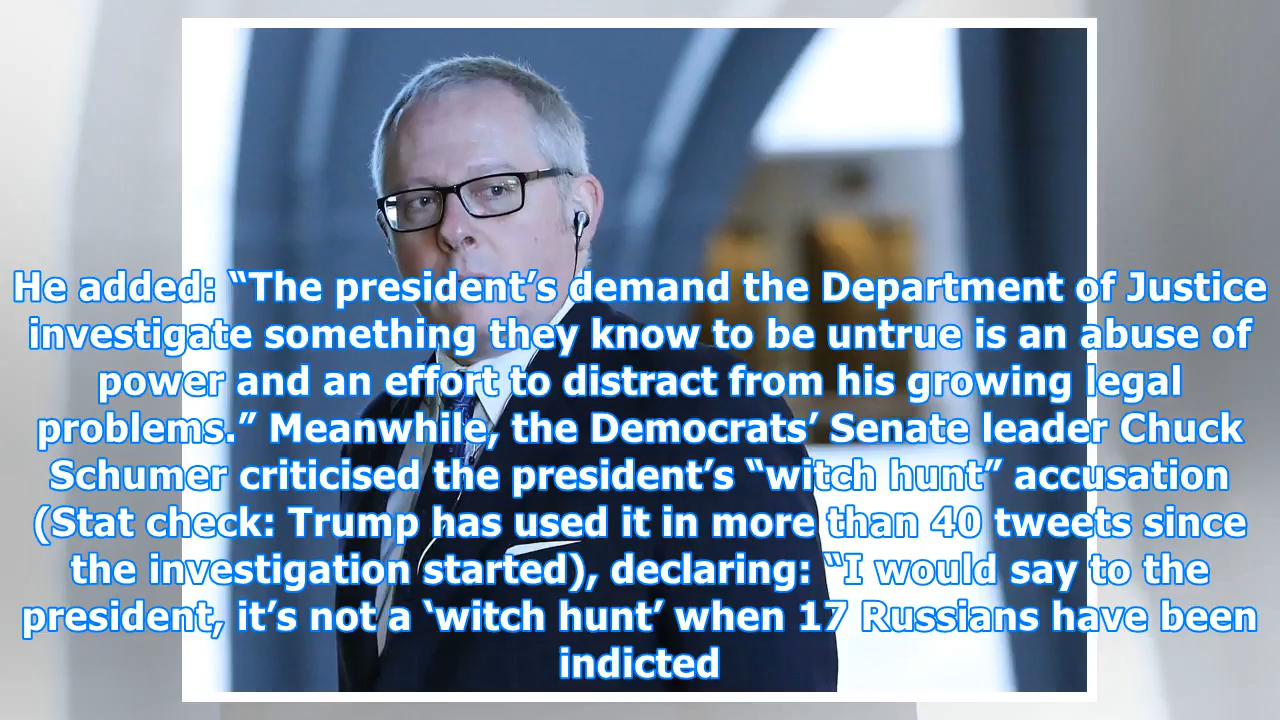 He added: “The president’s demand the Department of Justice
investigate something they know to be untrue is an abuse of
power and an effort to distract from his growing legal
problems.” Meanwhile, the Democrats’ Senate leader Chuck
Schumer criticised the president’s “witch hunt” accusation
(Stat check: Trump has used it in more than 40 tweets since
the investigation started), declaring: “I would say to the
president, it’s not a ‘witch hunt’ when 17 Russians have been
indicted